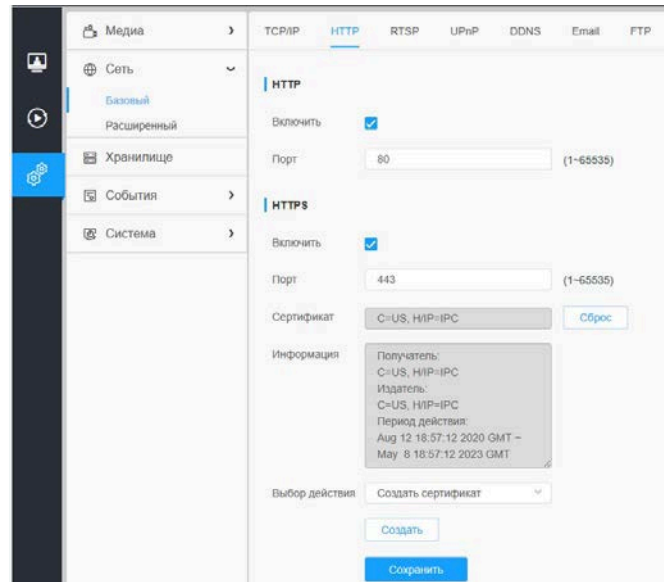 Медиа
Сеть
Базовый
Расширенный
Хранилище
События
Система
TCP/IP HTTP RTSP UPnP DDNS Email FTP
HTTP
Включить
Порт 80 (1~65535)
HTTPS
Включить
Порт 443 (1~65535)
Сертификат C=US, H/IP=IPC Сброс
Информация Получатель:
C=US, H/IP=IPC
Издатель:
C=US, H/IP=IPC
Период действия:
Aug 12 18:57:12 2020 GMT ~
May 8 18:57:12 2023 GMT
Выбор действия Создать сертификат
Создать
Сохранить